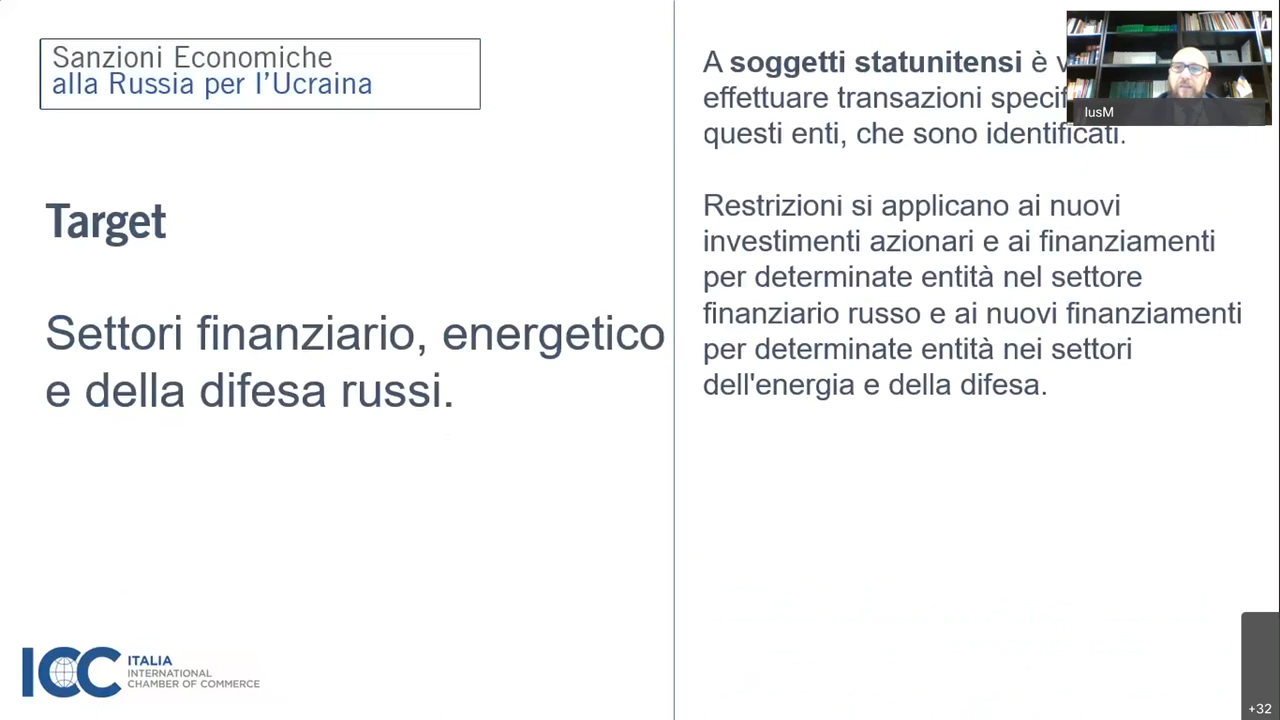 Sanzioni Economiche
alla Russia per l'Ucraina
Target
Settori finanziario, energetico
e della difesa russi.
A soggetti statunitensi è
effettuare transazioni
questi enti, che sono identificati.
Restrizioni si applicano ai nuovi
investimenti azionari e ai finanziamenti
per determinate entità nel settore
finanziario russo e ai nuovi finanziamenti
per determinate entità nei settori
dell'energia e della difesa.
IusM
ICC ITALIA
INTERNATIONAL
CHAMBER OF COMMERCE
+32